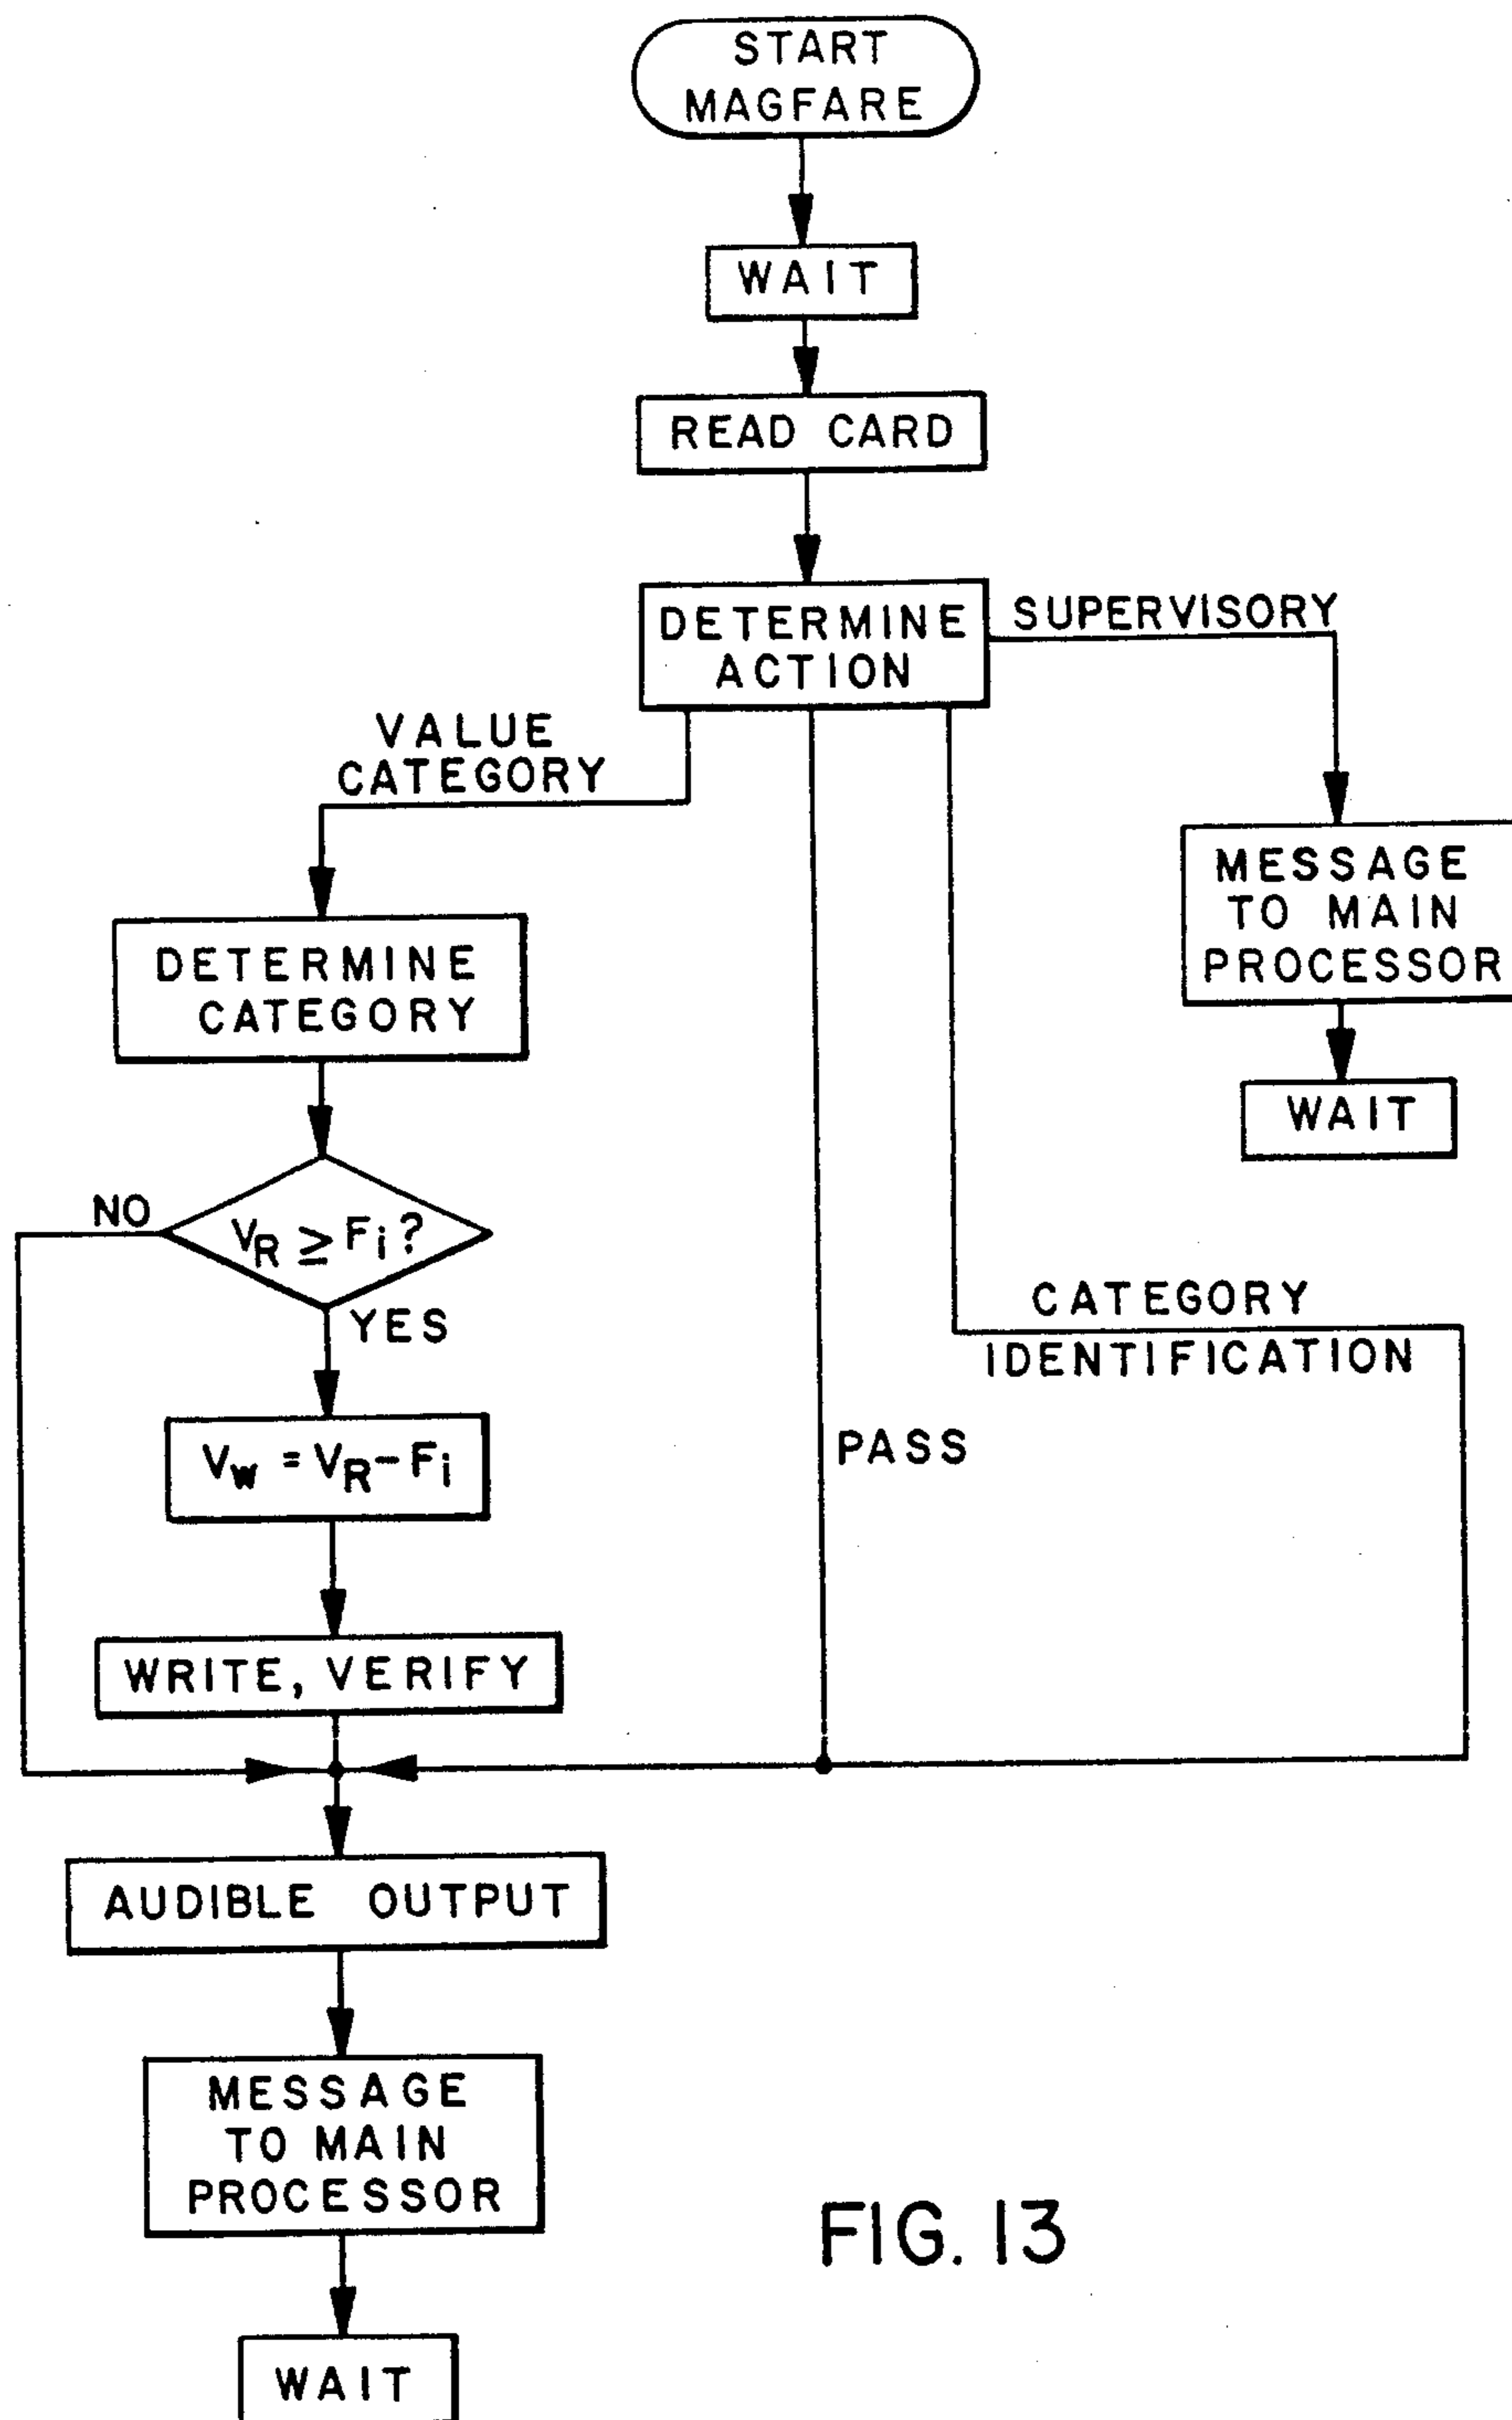 START
MAGFARE
WAIT
READ CARD
DETERMINE
ACTION
SUPERVISORY
VALUE
CATEGORY
MESSAGE
TO MAIN
PROCESSOR
DETERMINE
CATEGORY
WAIT
NO
VR ≥ Fi?
YES
CATEGORY
IDENTIFICATION
VW = VR - Fi
PASS
WRITE, VERIFY
AUDIBLE OUTPUT
MESSAGE
TO MAIN
PROCESSOR
WAIT
FIG. 13